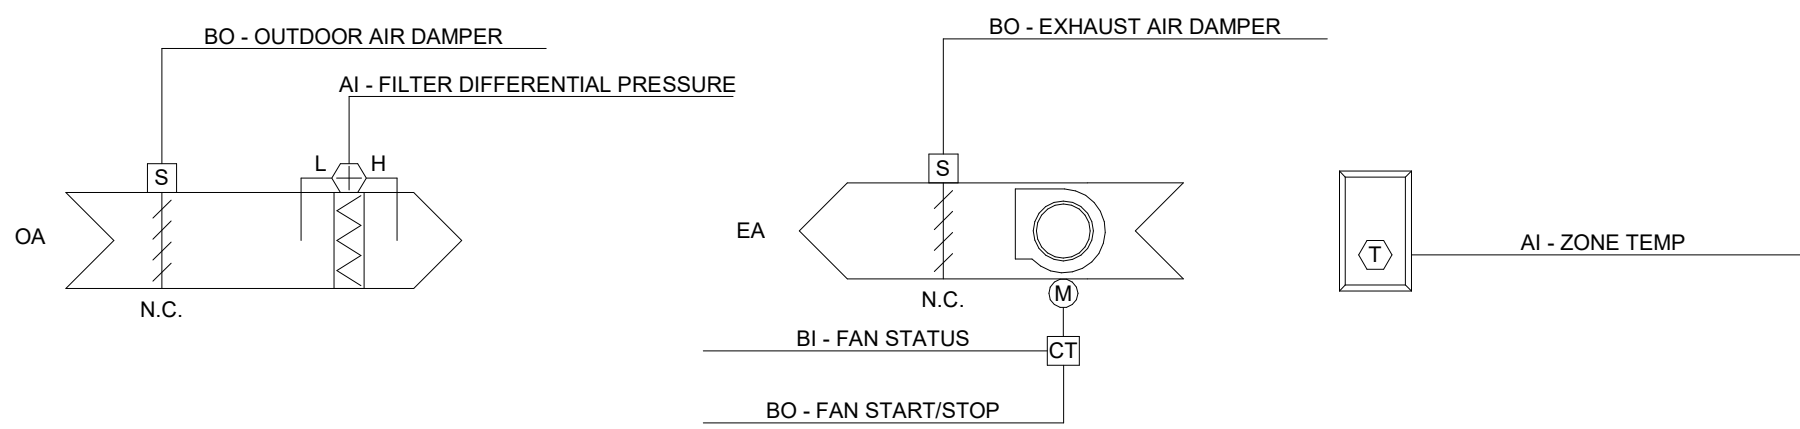 BO - OUTDOOR AIR DAMPER
BO - EXHAUST AIR DAMPER
AI - FILTER DIFFERENTIAL PRESSURE
L
H
S
S
OA
EA
T
AI - ZONE TEMP
N.C.
N.C.
M
BI - FAN STATUS
CT
BO - FAN START/STOP